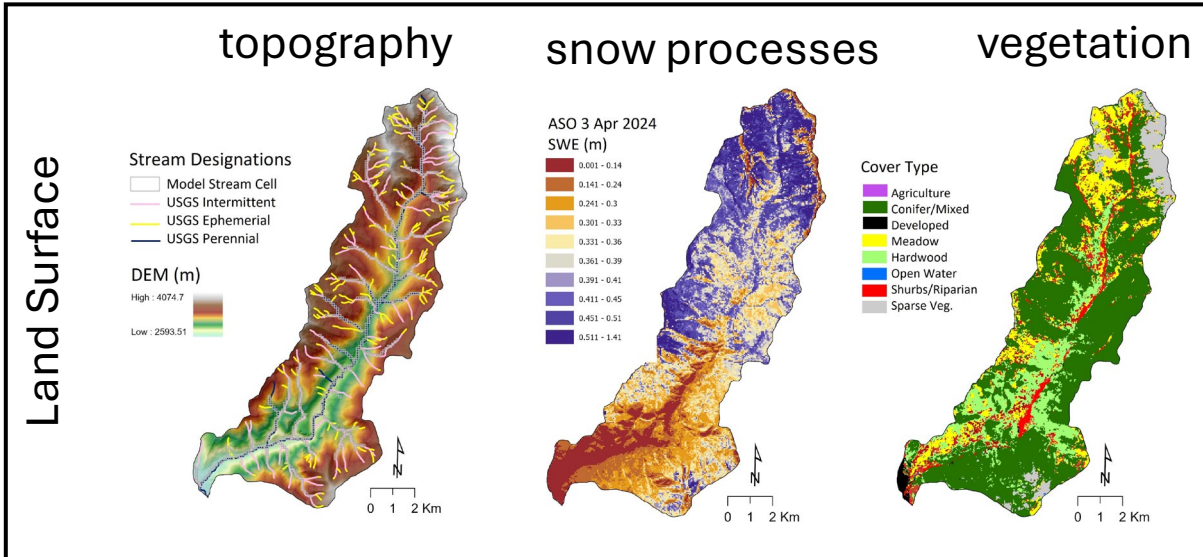 Land Surface
topography
Stream Designations
Model Stream Cell
USGS Intermittent
USGS Ephemerial
USGS Perennial
DEM (m)
High : 4074.7
Low : 2593.51
N
0 1 2 Km
snow processes
ASO 3 Apr 2024
SWE (m)
0.001 - 0.14
0.141 - 0.24
0.241 - 0.3
0.301 - 0.33
0.331 - 0.36
0.361 - 0.39
0.391 - 0.41
0.411 - 0.45
0.451 - 0.51
0.511 - 1.41
N
0 1 2 Km
vegetation
Cover Type
Agriculture
Conifer/Mixed
Developed
Meadow
Hardwood
Open Water
Shurbs/Riparian
Sparse Veg.
N
0 1 2 Km